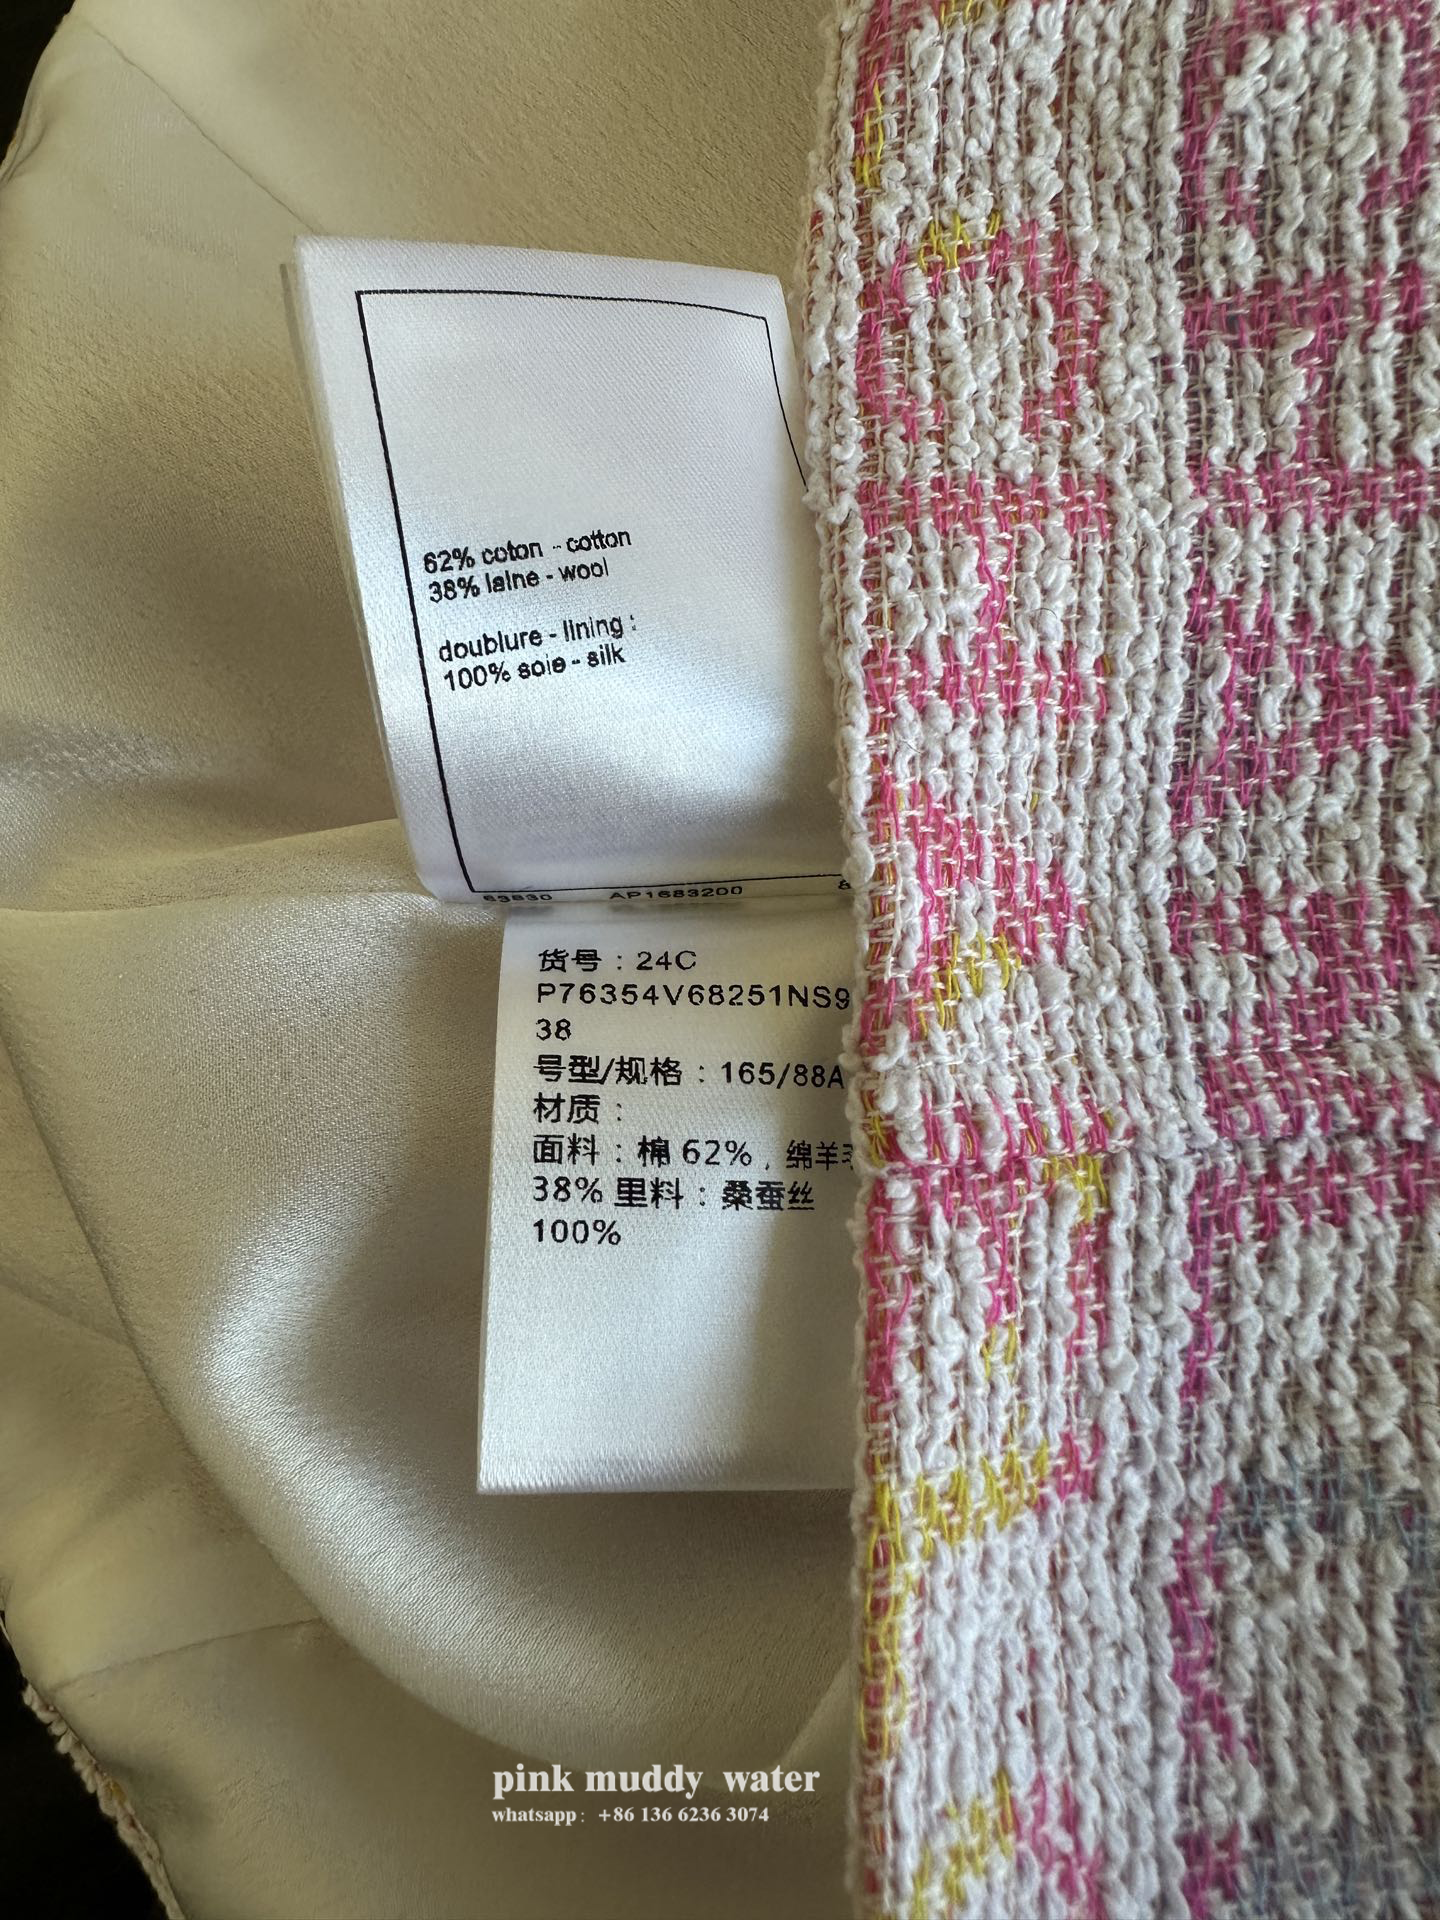 62% coton - cotton
38% laine - wool
doublure - lining :
100% soie - silk
63830 AP1683200 8
货号：24C
P76354V68251NS9
38
号型/规格：165/88A
材质：
面料：棉 62%，绵羊
38% 里料：桑蚕丝
100%
pink muddy water
whatsapp： +86 136 6236 3074